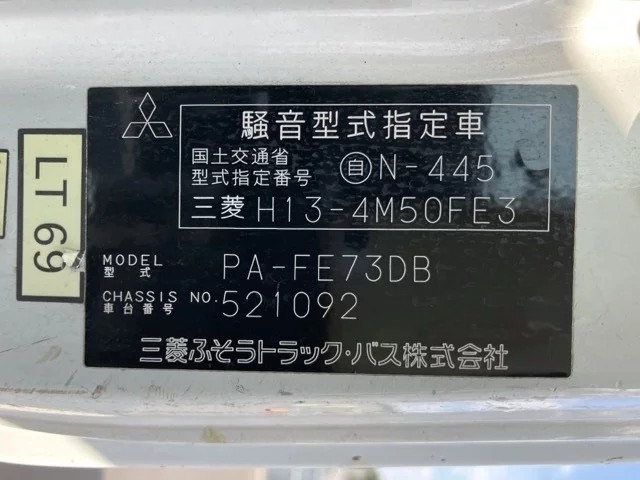 騒音型式指定車
国土交通省
型式指定番号 自N-445
三菱 H13-4M50FE3
MODEL
型式 PA-FE73DB
CHASSIS NO.
車台番号 521092
三菱ふそうトラック・バス株式会社
LT 69